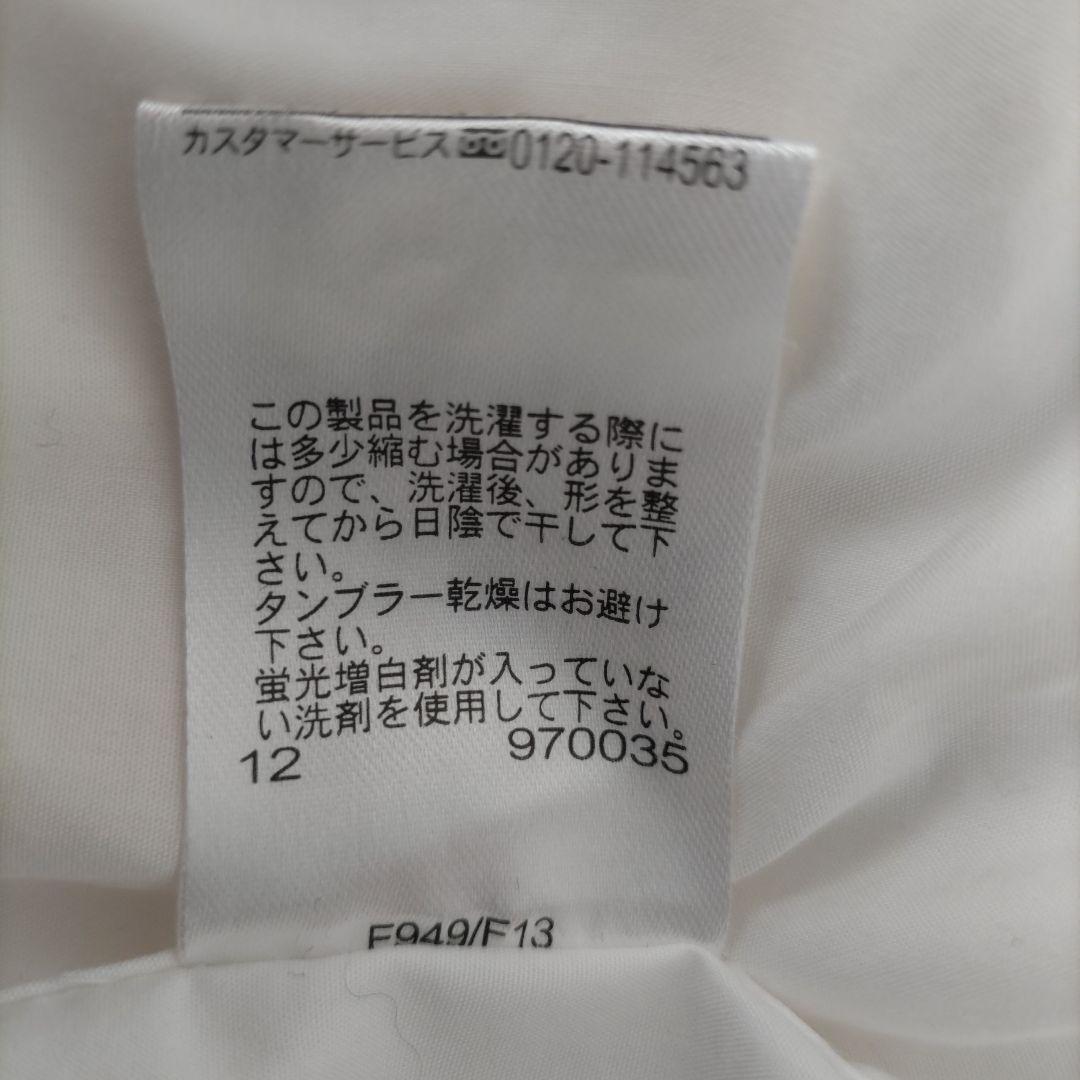 カスタマーサービス 0120-114563
この製品を洗濯する際に
は多少縮む場合がありま
すので、洗濯後、形を整
えてから日陰で干して下
さい。
タンブラー乾燥はお避け
下さい。
蛍光増白剤が入っていな
い洗剤を使用して下さい。
12 970035
F949/F13